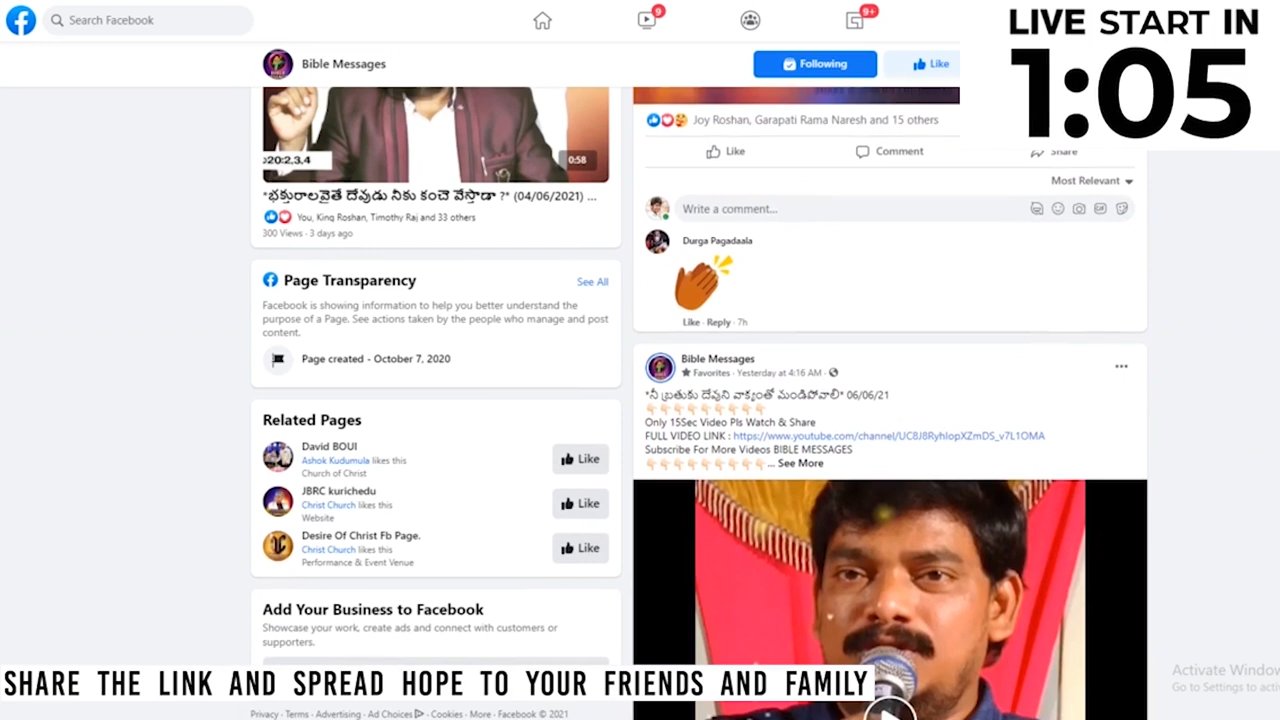 Search Facebook
9
9+
LIVE START IN
1:05
Bible Messages
Following
Like
020:2,3,4
0:58
*భక్తురాలవైతే దేవుడు నీకు కంచె వేస్తాడా ?* (04/06/2021) ...
You, King Roshan, Timothy Raj and 33 others
300 Views · 3 days ago
Page Transparency
See All
Facebook is showing information to help you better understand the
purpose of a Page. See actions taken by the people who manage and post
content.
Page created - October 7, 2020
Related Pages
David BOUI
Ashok Kudumula likes this
Church of Christ
Like
JBRC kurichedu
Christ Church likes this
Website
Like
Desire Of Christ Fb Page.
Christ Church likes this
Performance & Event Venue
Like
Add Your Business to Facebook
Showcase your work, create ads and connect with customers or
supporters.
Joy Roshan, Garapati Rama Naresh and 15 others
Like
Comment
Share
Most Relevant
Write a comment...
Durga Pagadaala
Like · Reply · 7h
Bible Messages
Favorites · Yesterday at 4:16 AM ·
*నీ బ్రతుకు దేవుని వాక్యంతో మండిపోవాలి* 06/06/21
Only 15Sec Video Pls Watch & Share
FULL VIDEO LINK : https://www.youtube.com/channel/UC8J8RyhIopXZmDS_v7L1OMA
Subscribe For More Videos BIBLE MESSAGES
... See More
SHARE THE LINK AND SPREAD HOPE TO YOUR FRIENDS AND FAMILY
Activate Window
Go to Settings to acti
Privacy · Terms · Advertising · Ad Choices · Cookies · More · Facebook © 2021